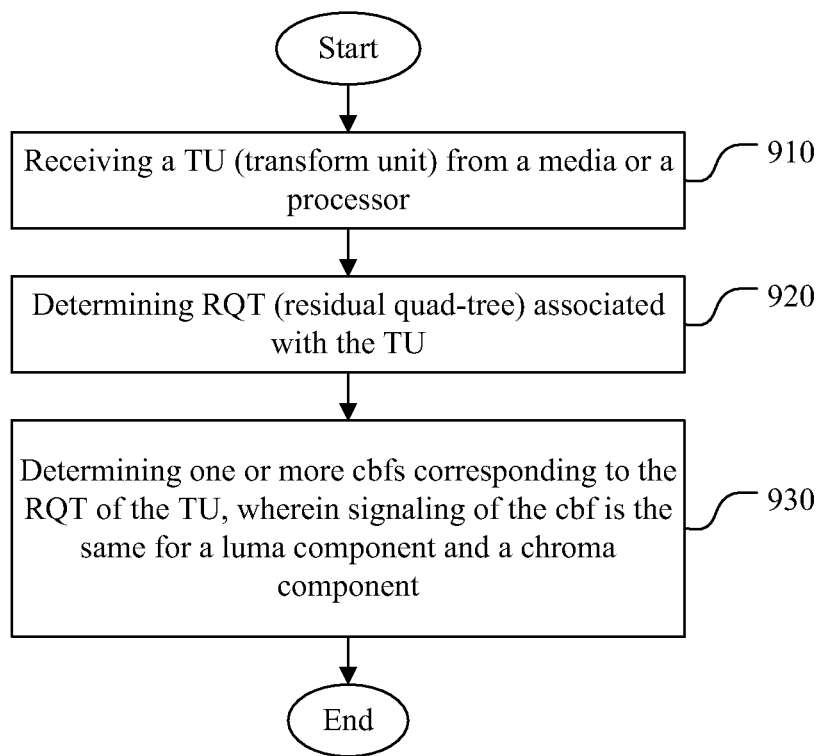 Start
Receiving a TU (transform unit) from a media or a
processor
910
Determining RQT (residual quad-tree) associated
with the TU
920
Determining one or more cbfs corresponding to the
RQT of the TU, wherein signaling of the cbf is the
same for a luma component and a chroma
component
930
End